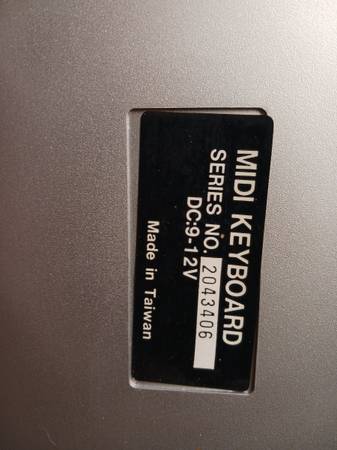 MIDI KEYBOARD
SERIES NO. 2043406
DC:9-12V
Made in Taiwan